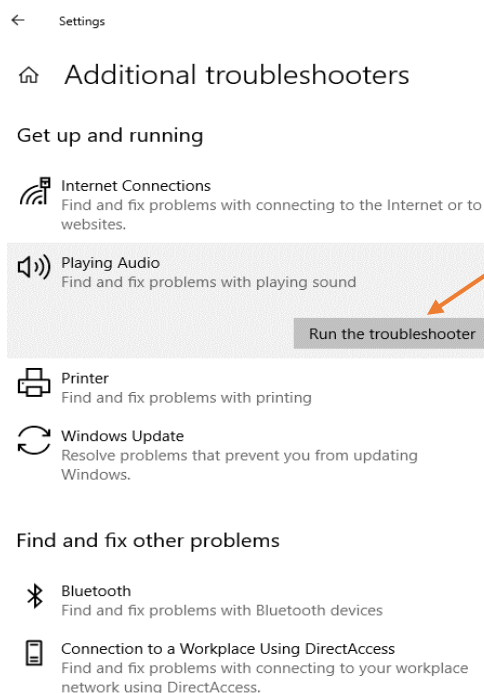 Settings
Additional troubleshooters
Get up and running
Internet Connections
Find and fix problems with connecting to the Internet or to
websites.
Playing Audio
Find and fix problems with playing sound
Run the troubleshooter
Printer
Find and fix problems with printing
Windows Update
Resolve problems that prevent you from updating
Windows.
Find and fix other problems
Bluetooth
Find and fix problems with Bluetooth devices
Connection to a Workplace Using DirectAccess
Find and fix problems with connecting to your workplace
network using DirectAccess.